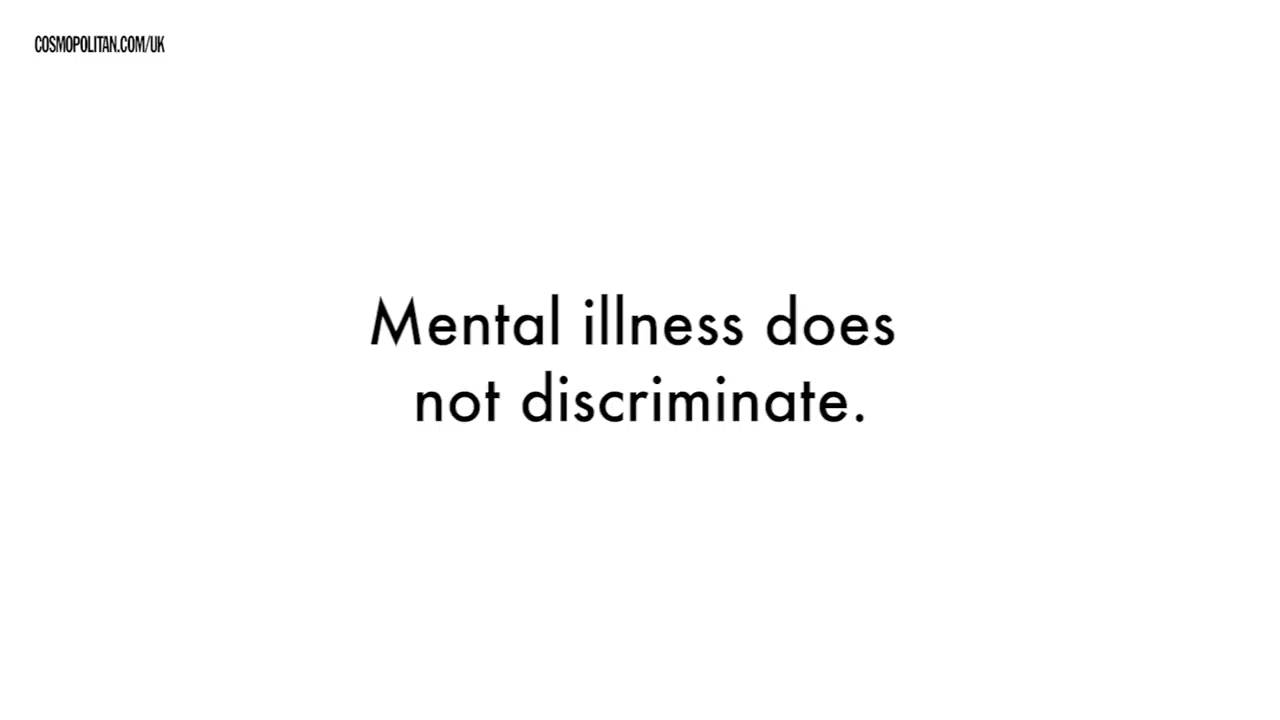 COSMOPOLITAN.COM/UK
Mental illness does
not discriminate.